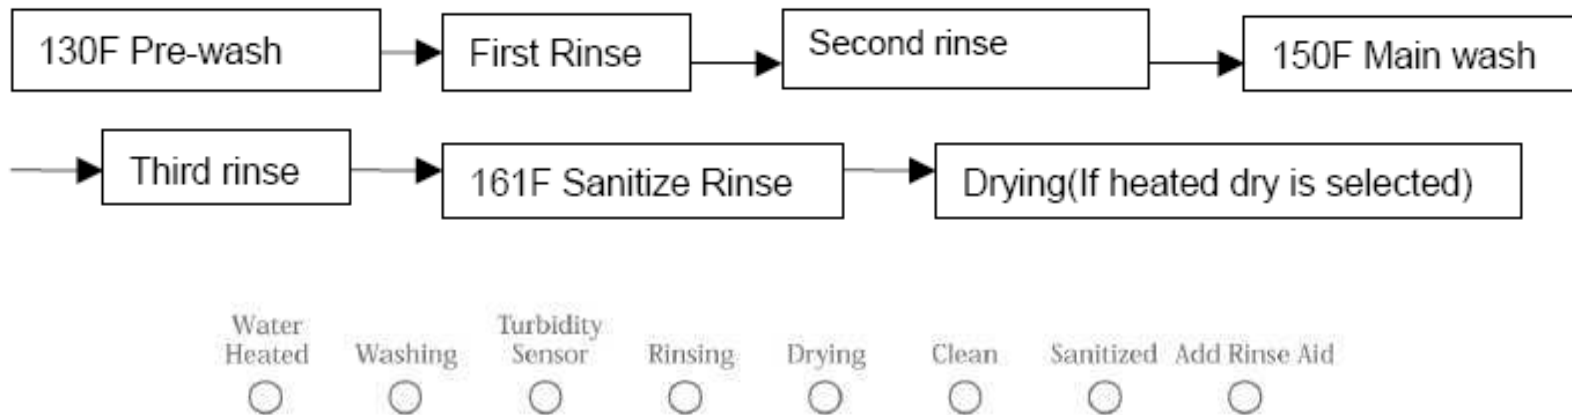 130F Pre-wash
First Rinse
Second rinse
150F Main wash
Third rinse
161F Sanitize Rinse
Drying(If heated dry is selected)
Water Heated
Washing
Turbidity Sensor
Rinsing
Drying
Clean
Sanitized
Add Rinse Aid